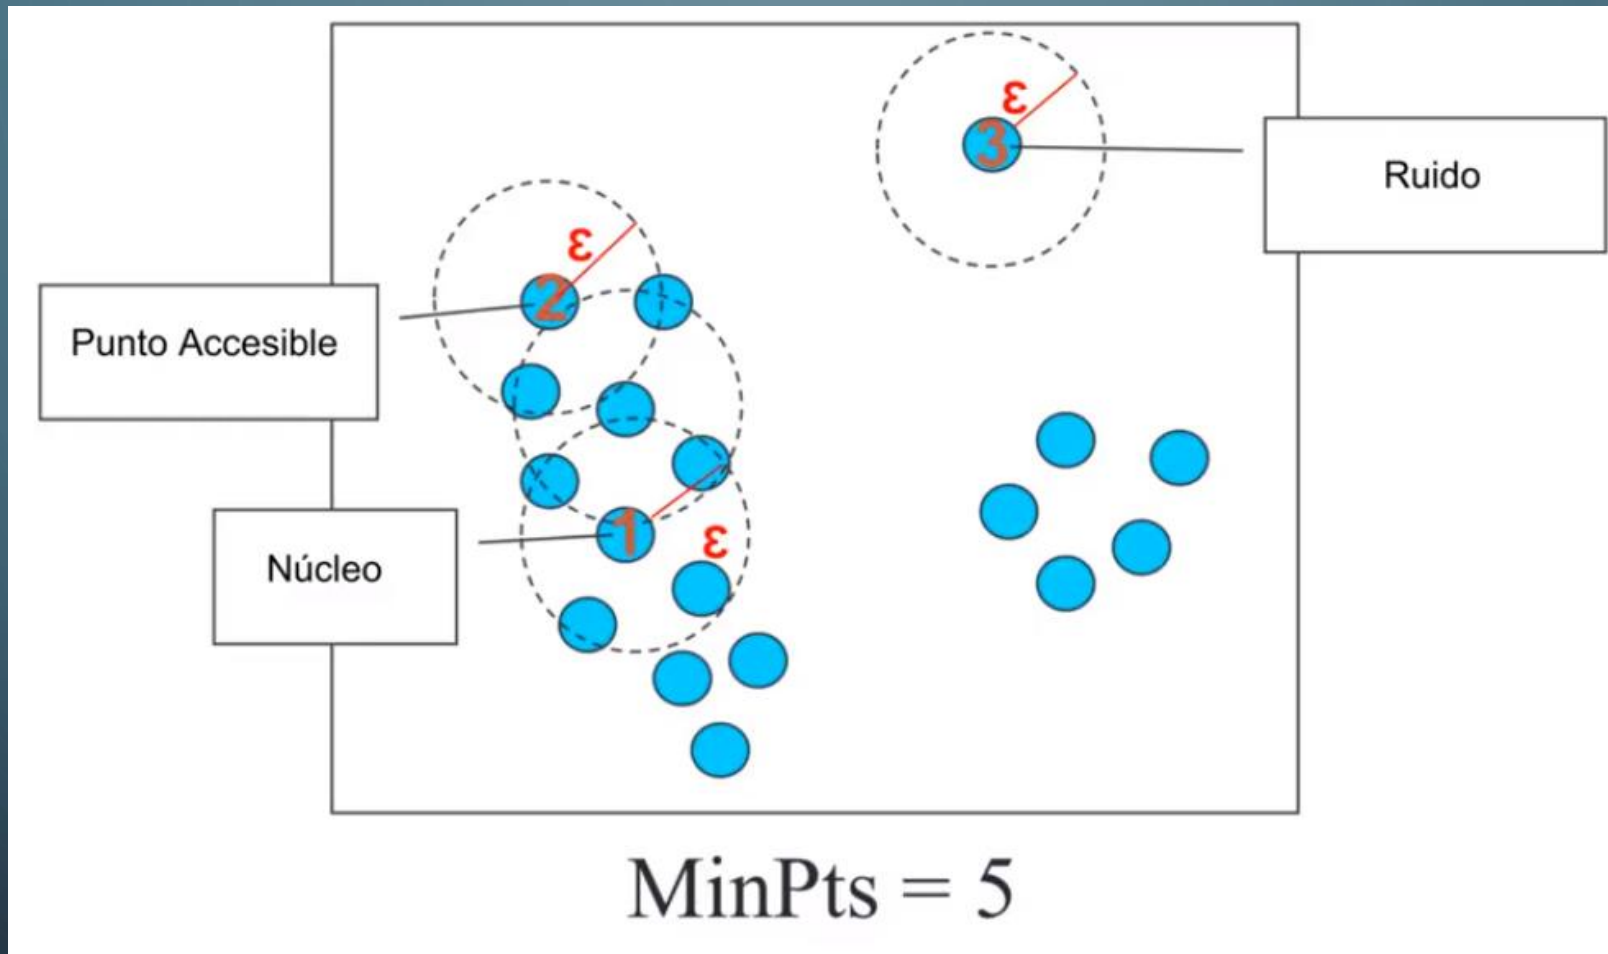 ε
3
Ruido
ε
2
Punto Accesible
1
ε
Núcleo
MinPts = 5